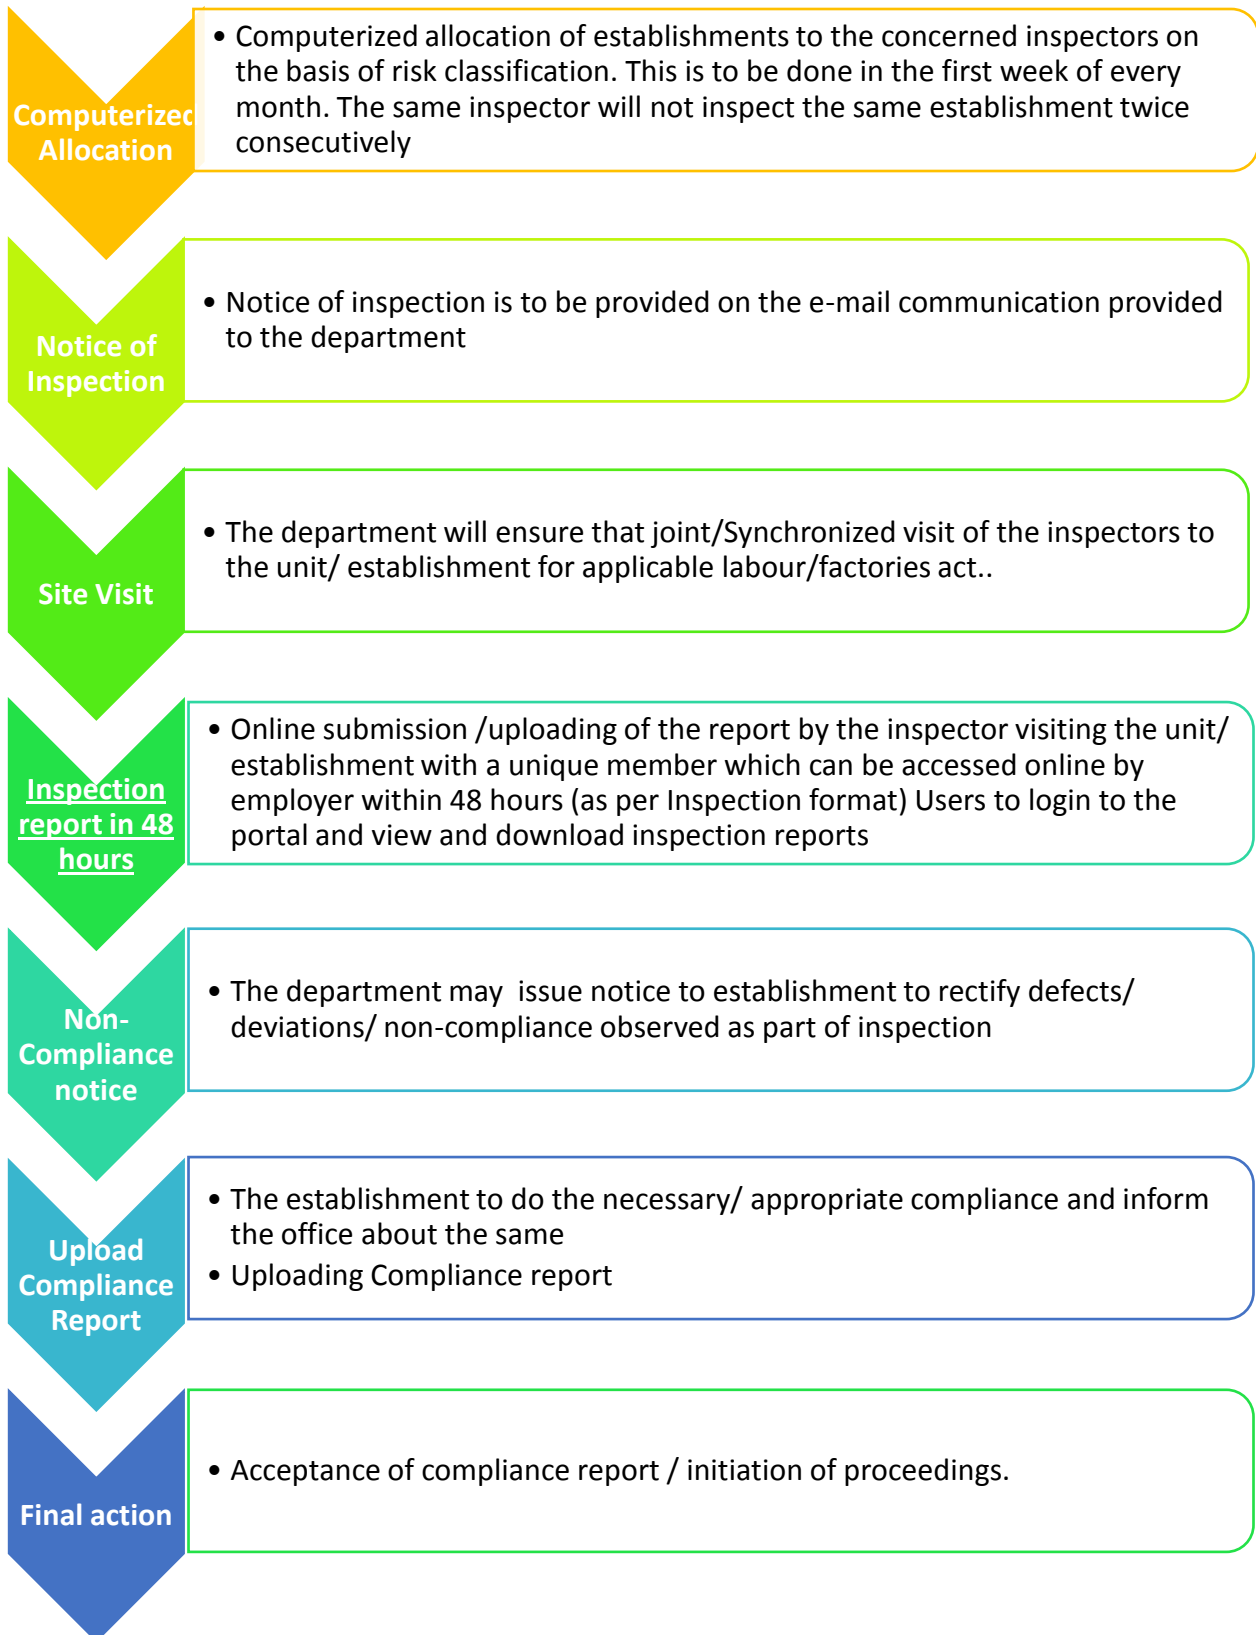 Computerized
Allocation
• Computerized allocation of establishments to the concerned inspectors on
the basis of risk classification. This is to be done in the first week of every
month. The same inspector will not inspect the same establishment twice
consecutively
Notice of
Inspection
• Notice of inspection is to be provided on the e-mail communication provided
to the department
Site Visit
• The department will ensure that joint/Synchronized visit of the inspectors to
the unit/ establishment for applicable labour/factories act..
Inspection
report in 48
hours
• Online submission /uploading of the report by the inspector visiting the unit/
establishment with a unique member which can be accessed online by
employer within 48 hours (as per Inspection format) Users to login to the
portal and view and download inspection reports
Non-
Compliance
notice
• The department may  issue notice to establishment to rectify defects/
deviations/ non-compliance observed as part of inspection
Upload
Compliance
Report
• The establishment to do the necessary/ appropriate compliance and inform
the office about the same
• Uploading Compliance report
Final action
• Acceptance of compliance report / initiation of proceedings.